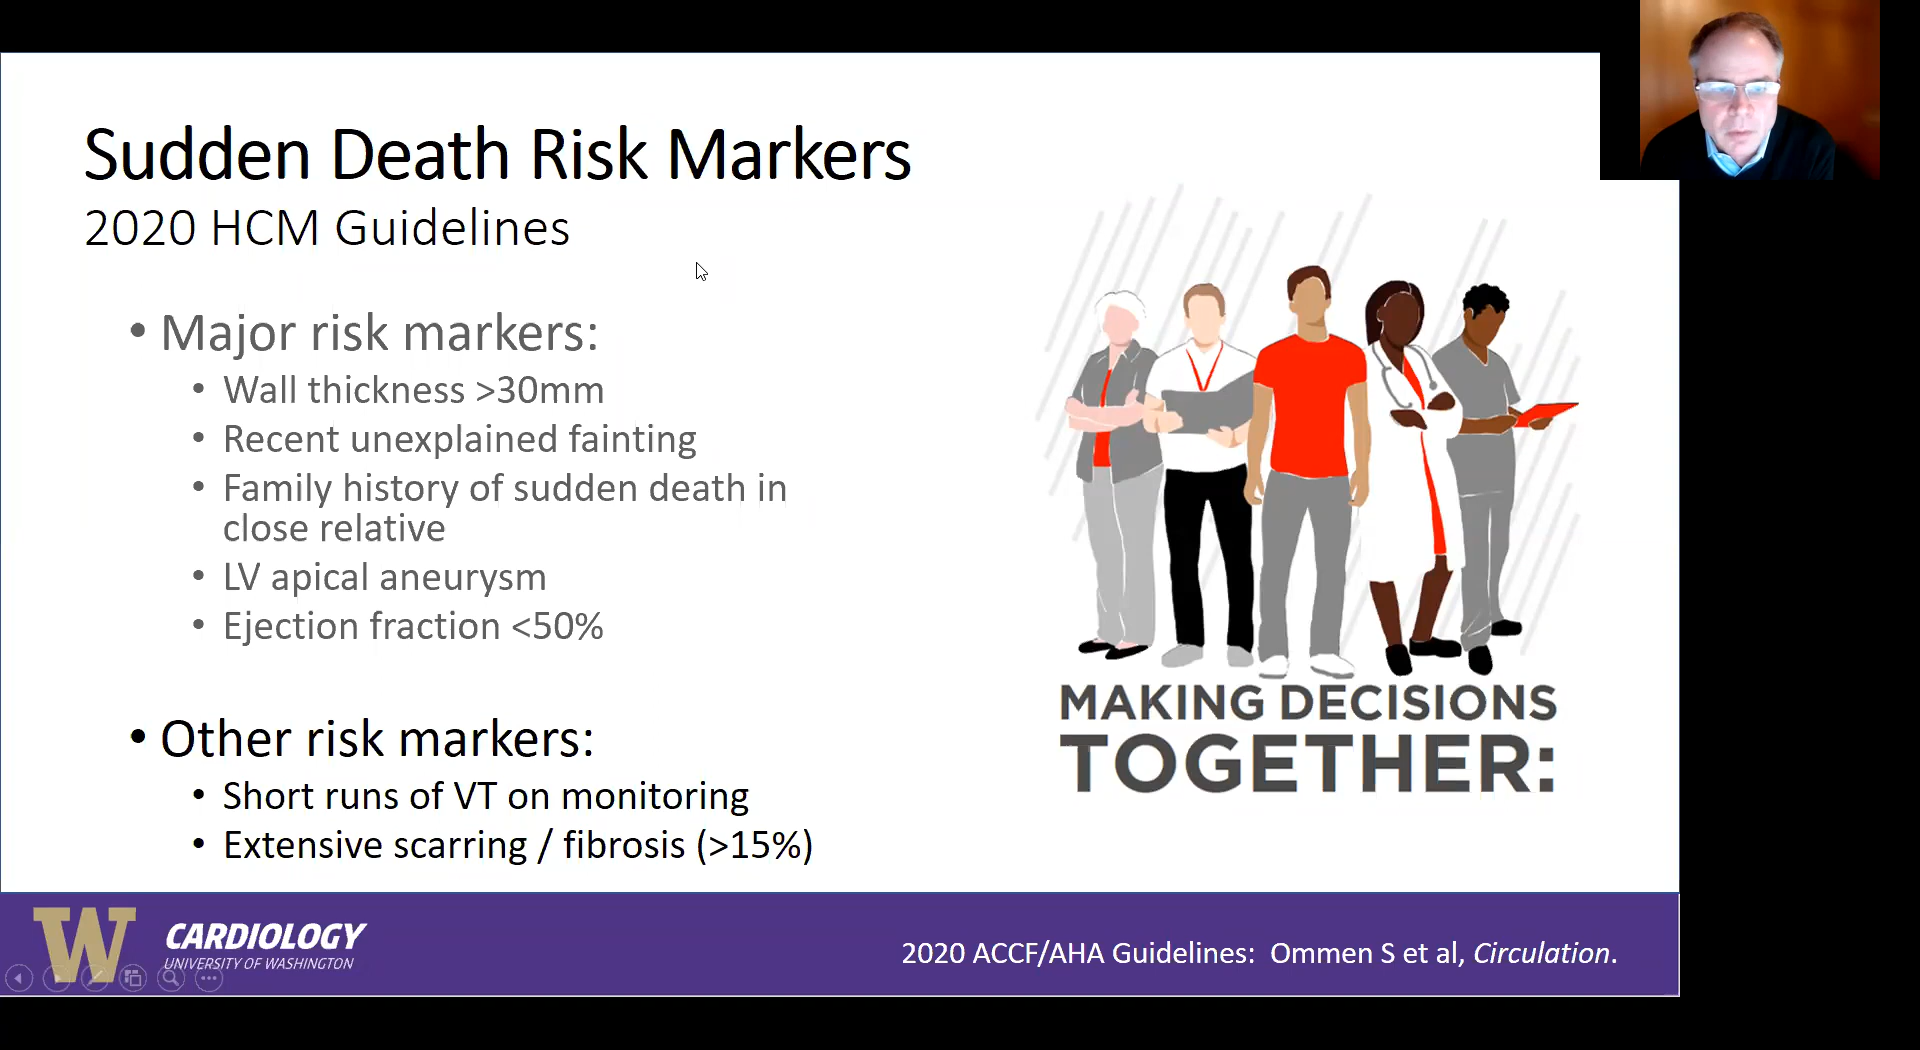 Sudden Death Risk Markers
2020 HCM Guidelines
• Major risk markers:
• Wall thickness >30mm
• Recent unexplained fainting
• Family history of sudden death in
close relative
• LV apical aneurysm
• Ejection fraction <50%
• Other risk markers:
• Short runs of VT on monitoring
• Extensive scarring / fibrosis (>15%)
MAKING DECISIONS
TOGETHER:
W
CARDIOLOGY
UNIVERSITY OF WASHINGTON
2020 ACCF/AHA Guidelines:  Ommen S et al, Circulation.